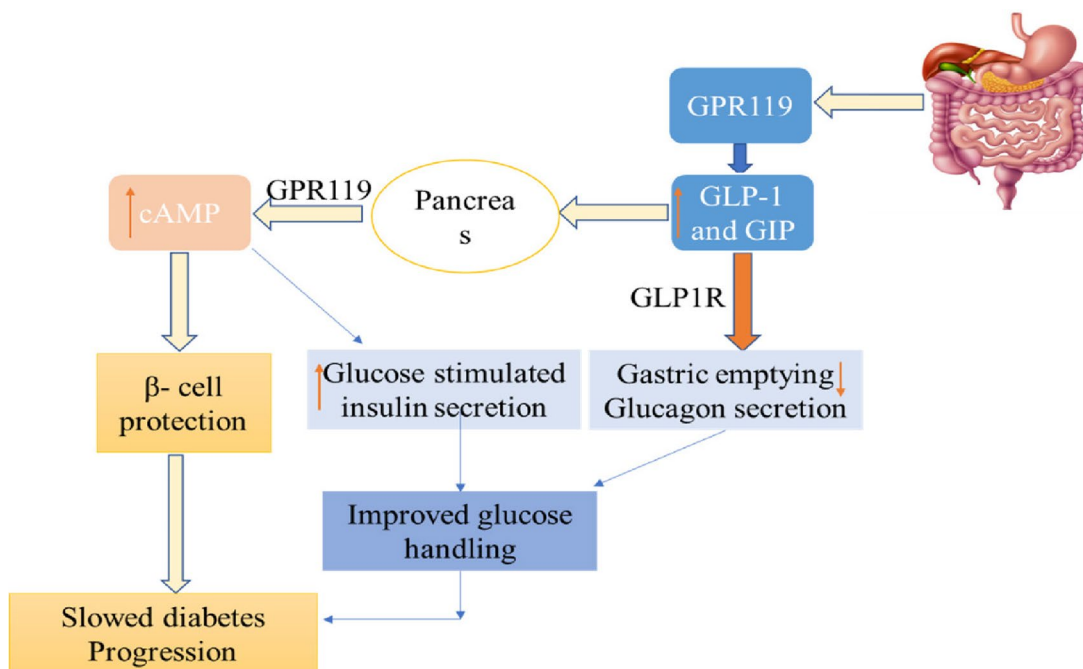 GPR119
GLP-1
and GIP
GPR119
Pancrea
s
cAMP
GLP1R
β- cell
protection
Glucose stimulated
insulin secretion
Gastric emptying
Glucagon secretion
Improved glucose
handling
Slowed diabetes
Progression